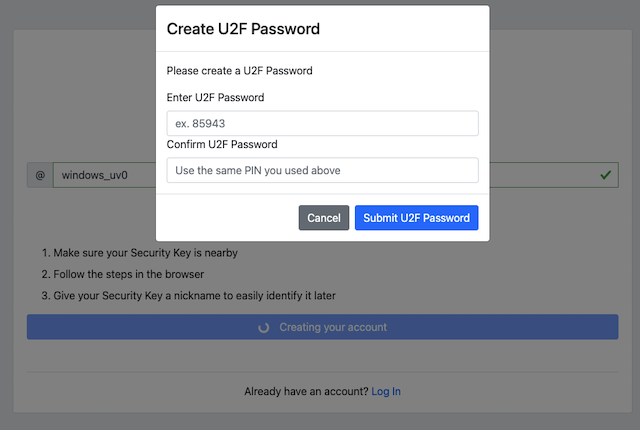 Create U2F Password
Please create a U2F Password
Enter U2F Password
ex. 85943
Confirm U2F Password
Use the same PIN you used above
Cancel
Submit U2F Password
@
windows_uv0
1. Make sure your Security Key is nearby
2. Follow the steps in the browser
3. Give your Security Key a nickname to easily identify it later
Creating your account
Already have an account? Log In